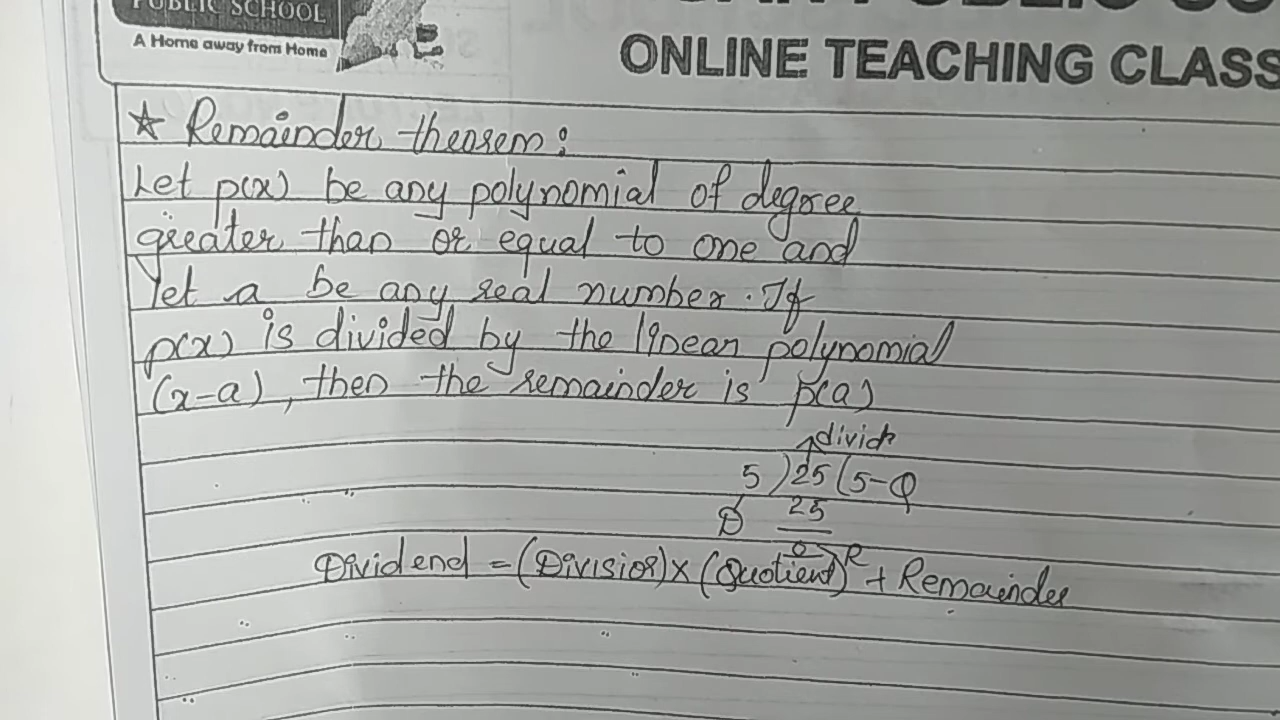 PUBLIC SCHOOL
A Home away from Home
ONLINE TEACHING CLASS
☆ Remainder theorem:
Let p(x) be any polynomial of degree
greater than or equal to one and
let a be any real number. If
p(x) is divided by the linear polynomial
(x-a), then the remainder is p(a)
5)25(5-Q
D 25
0 R
Dividend = (Divisior) × (Quotient) + Remainder